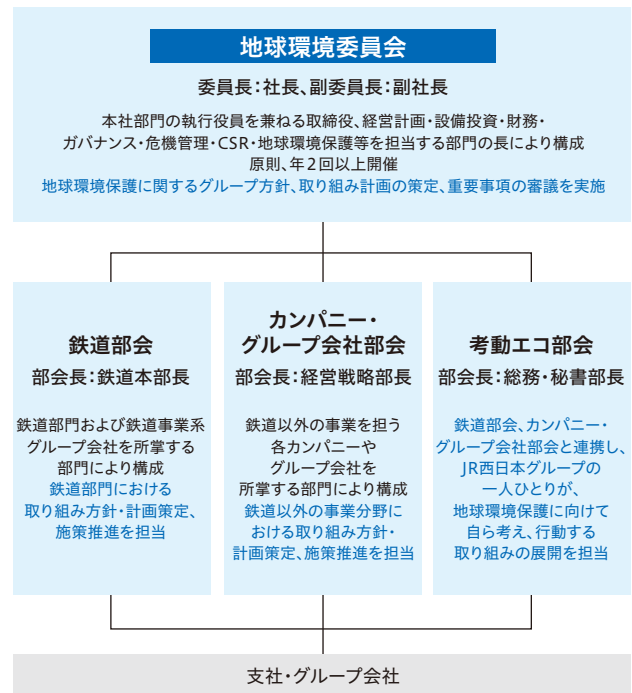 地球環境委員会
委員長：社長、副委員長：副社長
本社部門の執行役員を兼ねる取締役、経営計画・設備投資・財務・
ガバナンス・危機管理・CSR・地球環境保護等を担当する部門の長により構成
原則、年2回以上開催
地球環境保護に関するグループ方針、取り組み計画の策定、重要事項の審議を実施
鉄道部会
部会長：鉄道本部長
鉄道部門および鉄道事業系
グループ会社を所掌する
部門により構成
鉄道部門における
取り組み方針・計画策定、
施策推進を担当
カンパニー・
グループ会社部会
部会長：経営戦略部長
鉄道以外の事業を担う
各カンパニーや
グループ会社を
所掌する部門により構成
鉄道以外の事業分野に
おける取り組み方針・
計画策定、施策推進を担当
考動エコ部会
部会長：総務・秘書部長
鉄道部会、カンパニー・
グループ会社部会と連携し、
JR西日本グループの
一人ひとりが、
地球環境保護に向けて
自ら考え、行動する
取り組みの展開を担当
支社・グループ会社